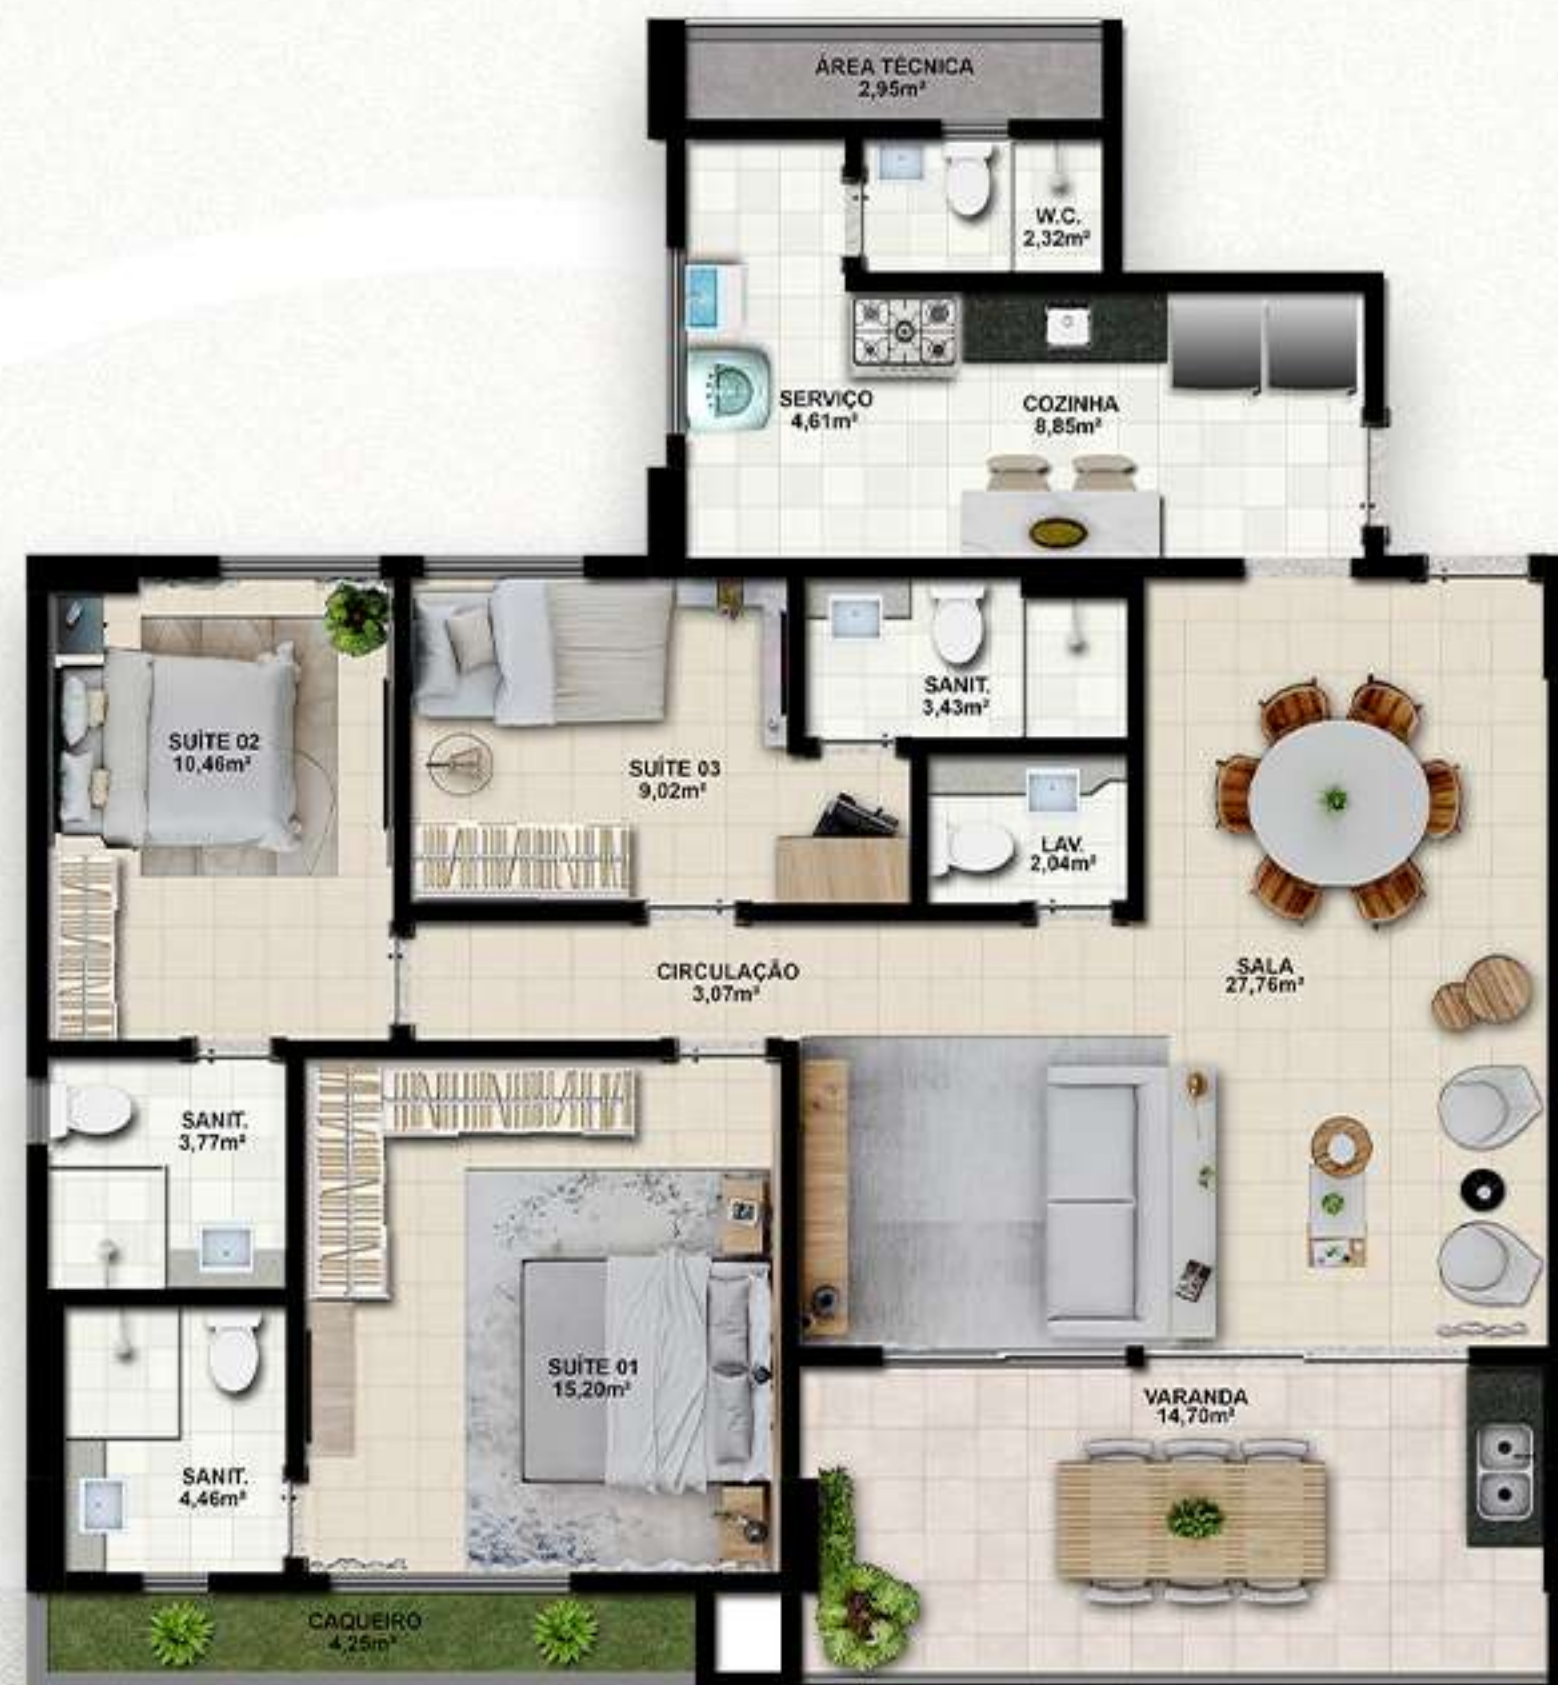 ÁREA TÉCNICA
2,95m²
W.C.
2,32m²
SERVIÇO
4,61m²
COZINHA
8,85m²
SANIT.
3,43m²
SUÍTE 02
10,46m²
SUÍTE 03
9,02m²
LAV.
2,04m²
CIRCULAÇÃO
3,07m²
SALA
27,76m²
SANIT.
3,77m²
SUÍTE 01
15,20m²
VARANDA
14,70m²
SANIT.
4,46m²
CAQUEIRO
4,25m²